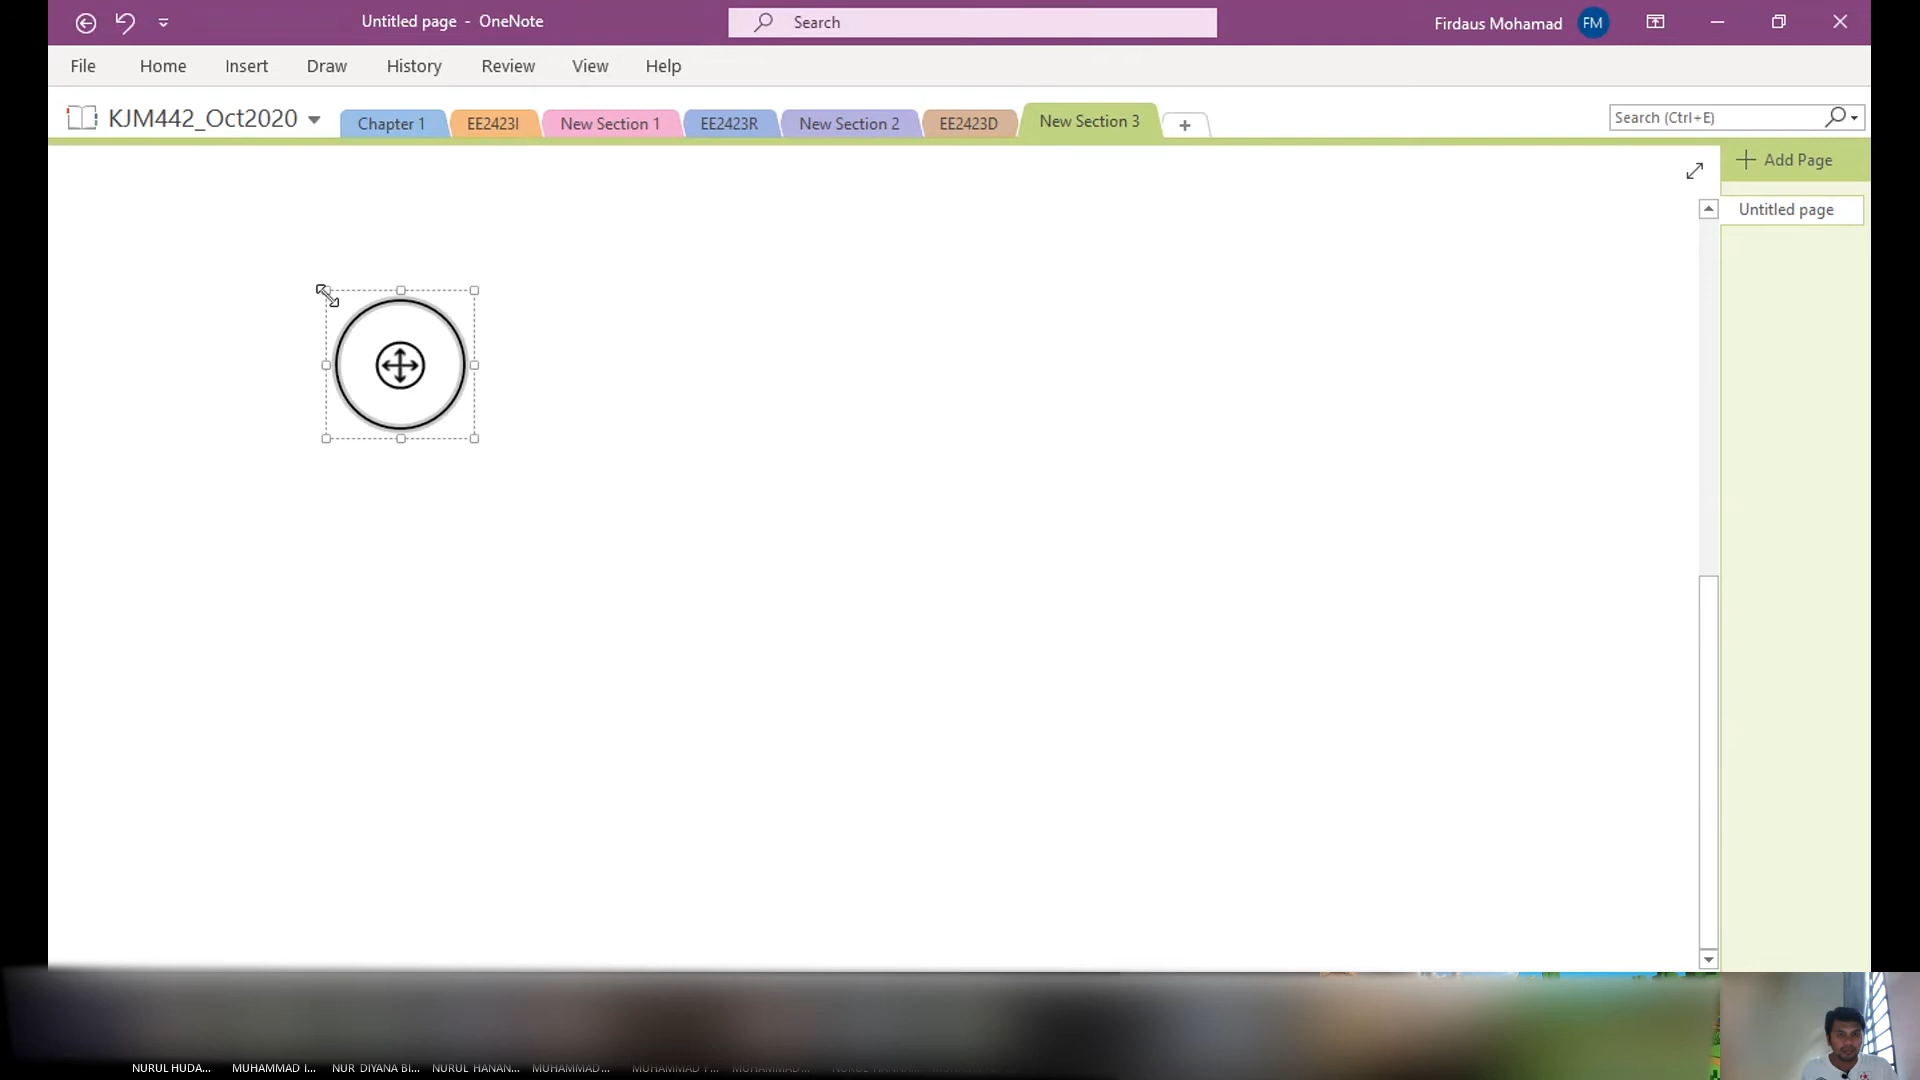 Untitled page - OneNote
Search
Firdaus Mohamad FM
File Home Insert Draw History Review View Help
KJM442_Oct2020
Chapter 1 EE2423I New Section 1 EE2423R New Section 2 EE2423D New Section 3 +
Search (Ctrl+E)
Add Page
Untitled page
NURUL HUDA... MUHAMMAD I... NUR DIYANA BI... NURUL HANAN... MUHAMMAD...